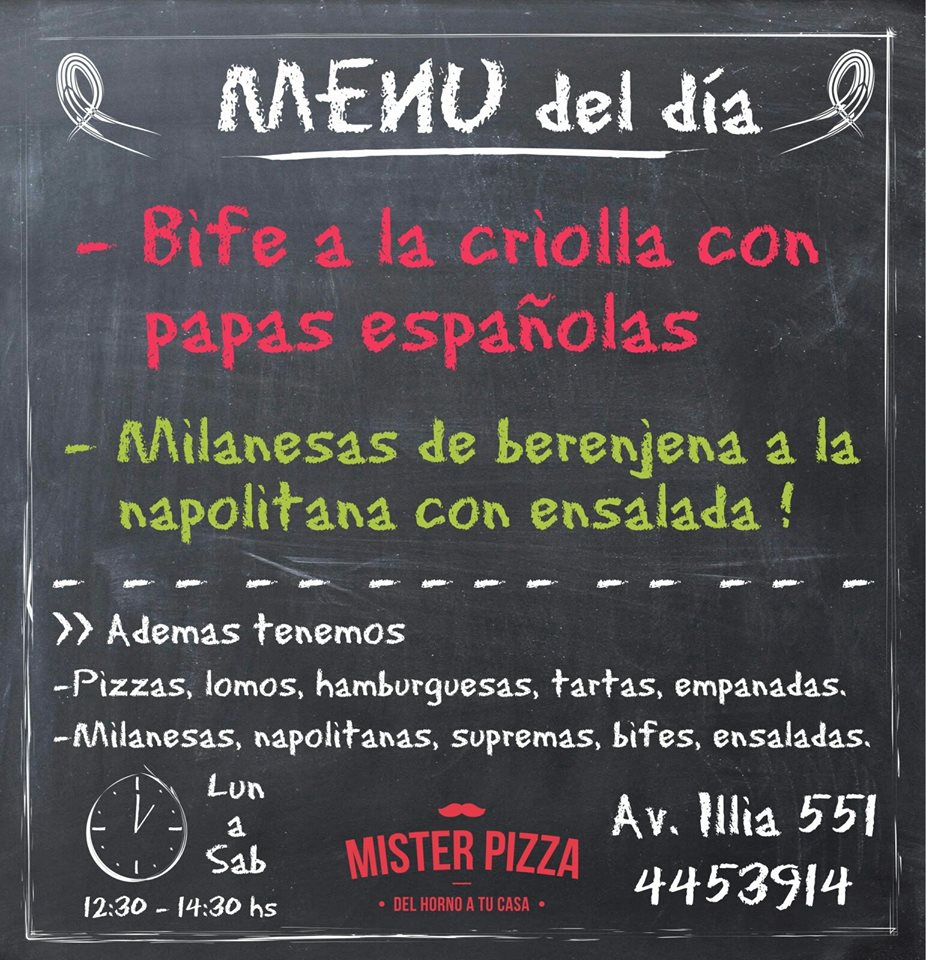 MENU del día
- Bife a la criolla con
papas españolas
- Milanesas de berenjena a la
napolitana con ensalada !
>> Ademas tenemos
-Pizzas, lomos, hamburguesas, tartas, empanadas.
-Milanesas, napolitanas, supremas, bifes, ensaladas.
Lun
a
Sab
12:30 - 14:30 hs
MISTER PIZZA
• DEL HORNO A TU CASA •
Av. Illia 551
4453914